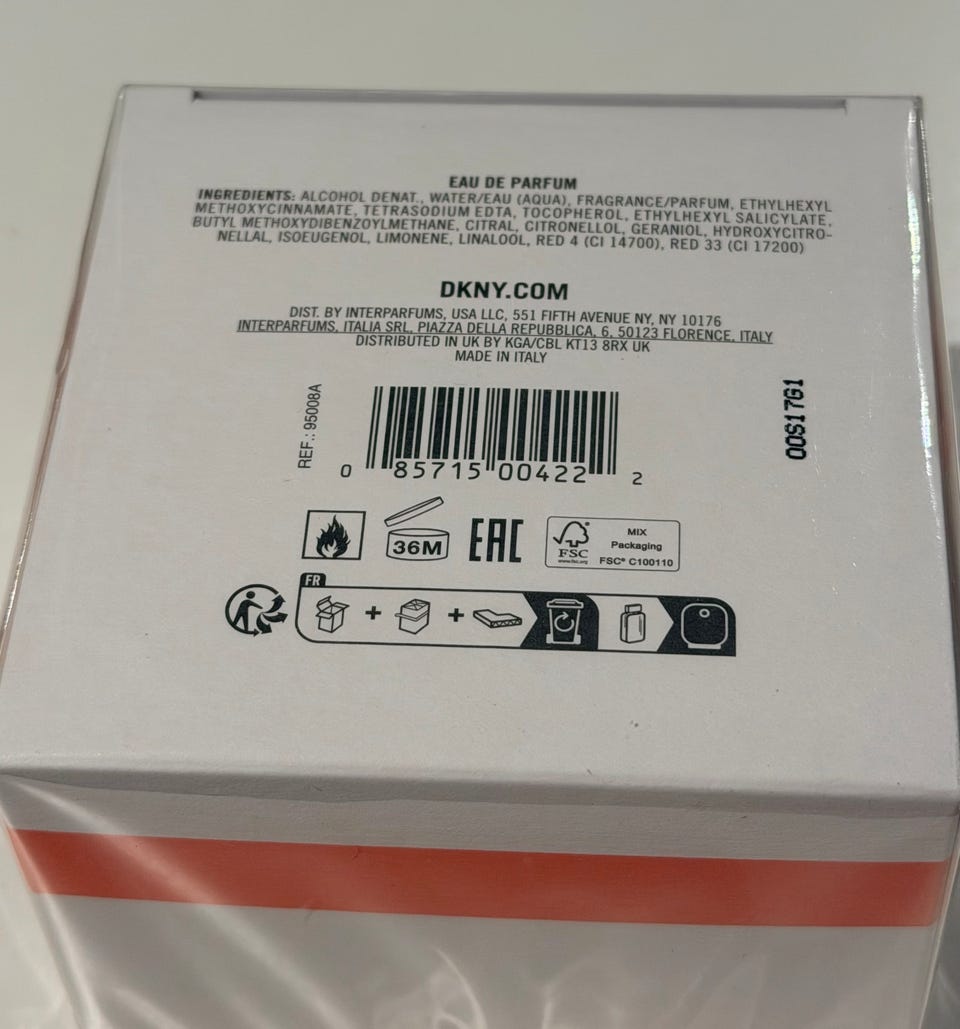 EAU DE PARFUM
INGREDIENTS: ALCOHOL DENAT., WATER/EAU (AQUA), FRAGRANCE/PARFUM, ETHYLHEXYL
METHOXYCINNAMATE, TETRASODIUM EDTA, TOCOPHEROL, ETHYLHEXYL SALICYLATE,
BUTYL METHOXYDIBENZOYLMETHANE, CITRAL, CITRONELLOL, GERANIOL, HYDROXYCITRO-
NELLAL, ISOEUGENOL, LIMONENE, LINALOOL, RED 4 (CI 14700), RED 33 (CI 17200)
DKNY.COM
DIST. BY INTERPARFUMS, USA LLC, 551 FIFTH AVENUE NY, NY 10176
INTERPARFUMS, ITALIA SRL, PIAZZA DELLA REPUBBLICA, 6, 50123 FLORENCE, ITALY
DISTRIBUTED IN UK BY KGA/CBL KT13 8RX UK
MADE IN ITALY
REF.: 95008A
0 85715 00422 2
00S17G1
36M
EAC
FSC
www.fsc.org
MIX
Packaging
FSC® C100110
FR